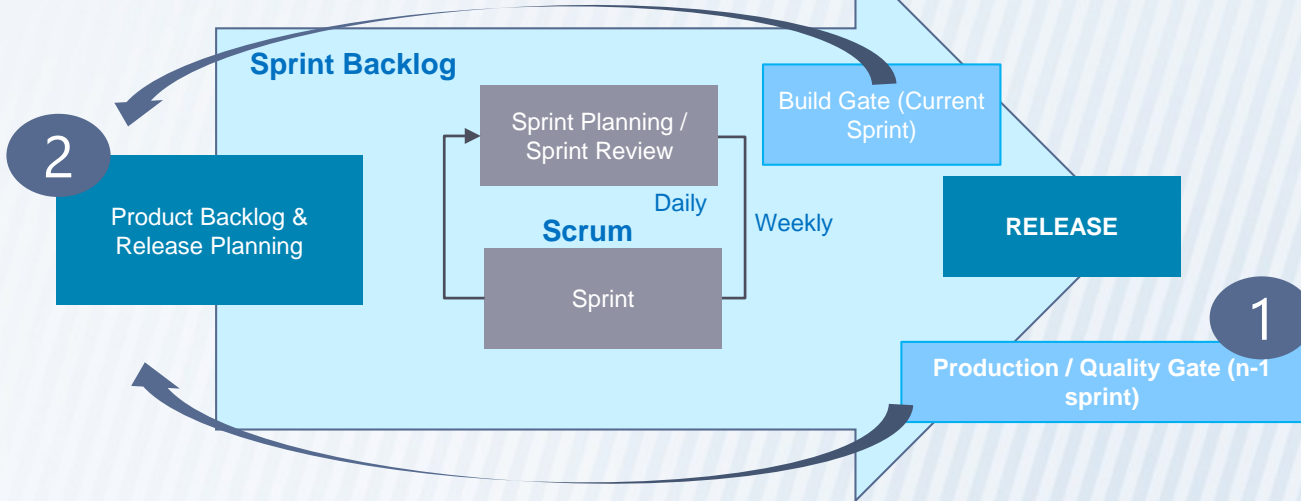 Sprint Backlog
Build Gate (Current
Sprint)
Sprint Planning /
Sprint Review
2
Product Backlog &
Release Planning
Daily
Weekly
Scrum
RELEASE
Sprint
1
Production / Quality Gate (n-1
sprint)